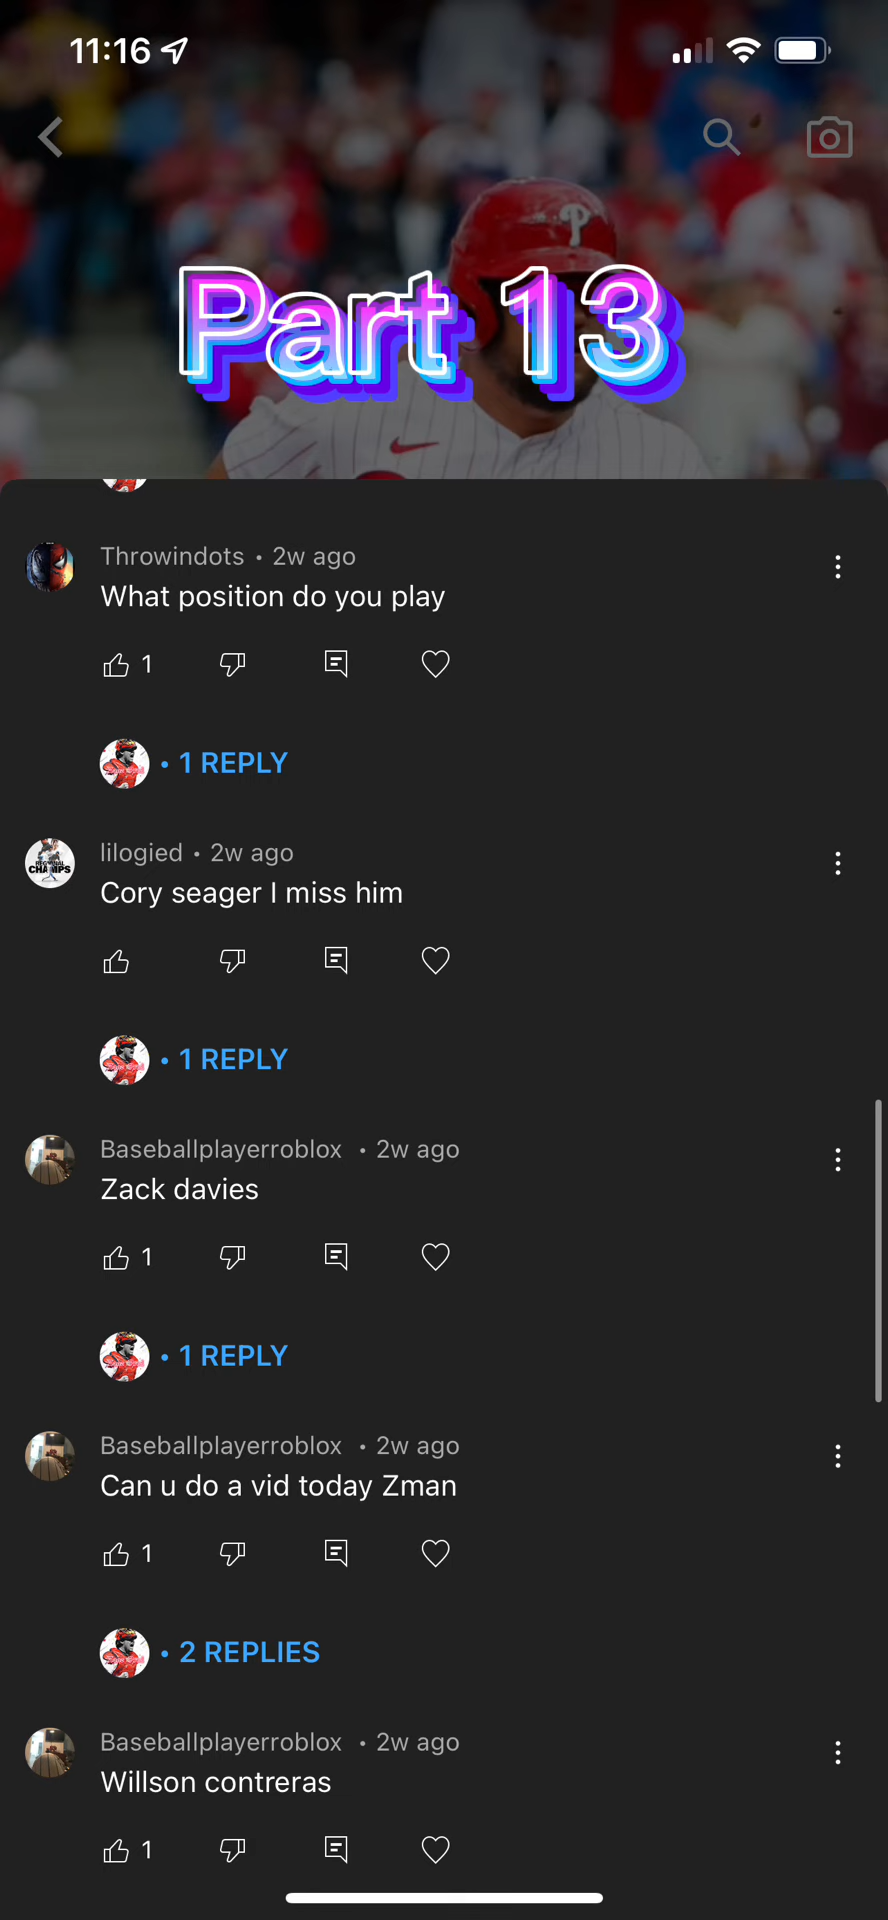 11:16
P
Part 13
Throwindots • 2w ago
What position do you play
1
• 1 REPLY
lilogied • 2w ago
CHAMPS
Cory seager I miss him
• 1 REPLY
Baseballplayerroblox • 2w ago
Zack davies
1
• 1 REPLY
Baseballplayerroblox • 2w ago
Can u do a vid today Zman
1
• 2 REPLIES
Baseballplayerroblox • 2w ago
Willson contreras
1